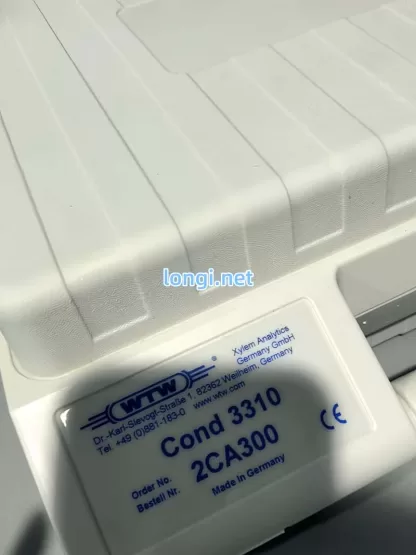 longi.net
WTW ®
Xylem Analytics
Germany GmbH
Dr.-Karl-Slevogt-Straße 1, 82362 Weilheim, Germany
Tel. +49 (0)881-183-0 www.wtw.com
Cond 3310
Order No.
Bestell Nr.
2CA300
Made in Germany
CE